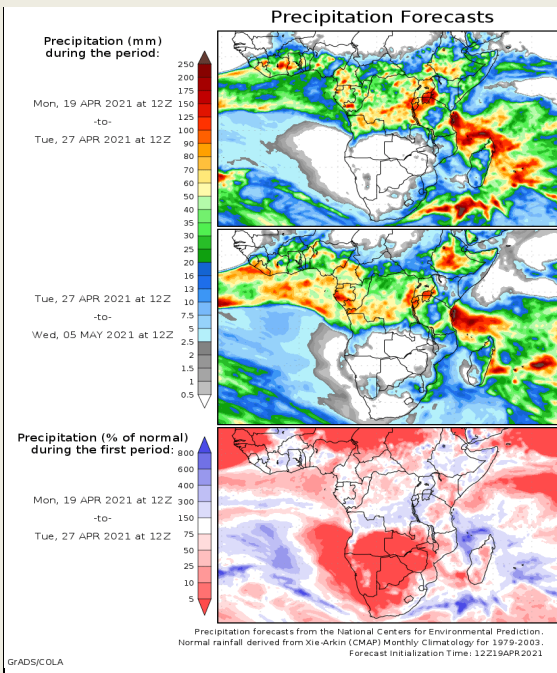 Precipitation Forecasts
Precipitation (mm)
during the period:
Mon, 19 APR 2021 at 12Z
-to-
Tue, 27 APR 2021 at 12Z
250
200
175
150
125
100
90
80
70
60
50
40
35
30
25
20
16
13
10
7.5
5
2.5
2
1.5
1
0.5
Tue, 27 APR 2021 at 12Z
-to-
Wed, 05 MAY 2021 at 12Z
Precipitation (% of normal)
during the first period:
Mon, 19 APR 2021 at 12Z
-to-
Tue, 27 APR 2021 at 12Z
800
600
400
300
150
75
50
25
10
5
Precipitation forecasts from the National Centers for Environmental Prediction.
Normal rainfall derived from Xie-Arkin (CMAP) Monthly Climatology for 1979-2003.
Forecast Initialization Time: 12Z19APR2021
GrADS/COLA